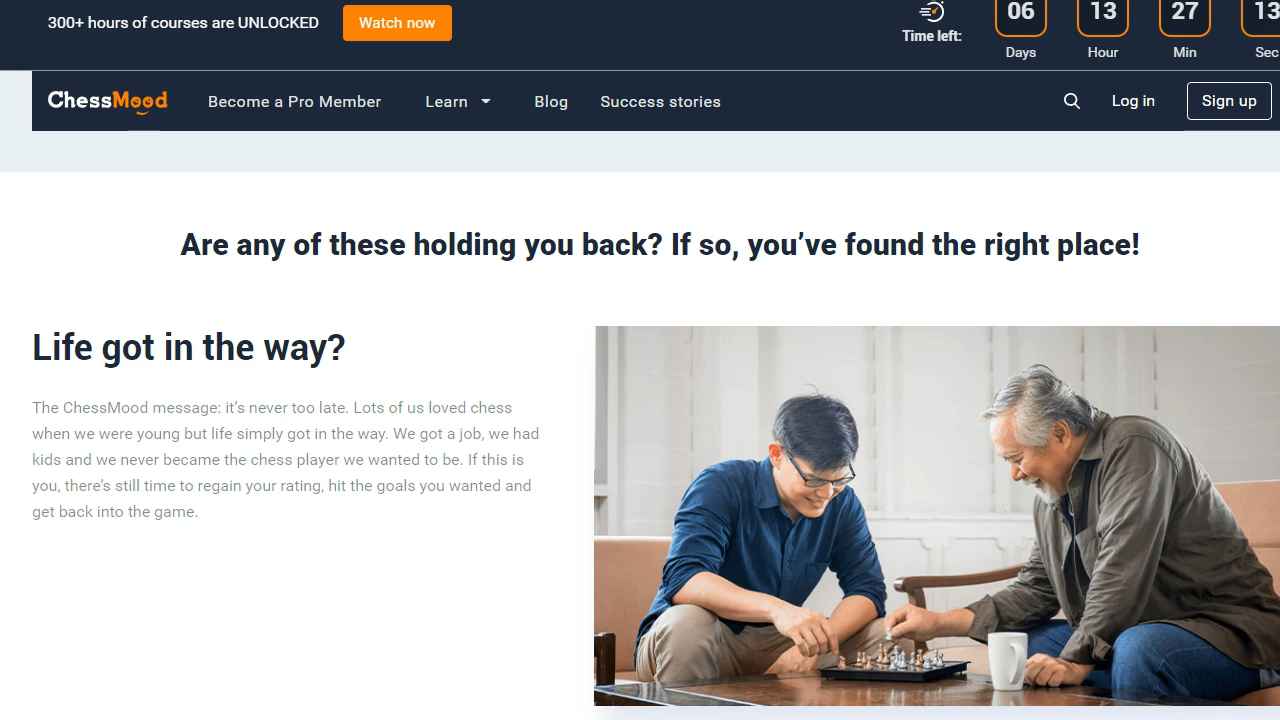 300+ hours of courses are UNLOCKED
Watch now
Time left:
06
Days
13
Hour
27
Min
13
Sec
ChessMood
Become a Pro Member
Learn
Blog
Success stories
Log in
Sign up
Are any of these holding you back? If so, you’ve found the right place!
Life got in the way?
The ChessMood message: it’s never too late. Lots of us loved chess
when we were young but life simply got in the way. We got a job, we had
kids and we never became the chess player we wanted to be. If this is
you, there’s still time to regain your rating, hit the goals you wanted and
get back into the game.